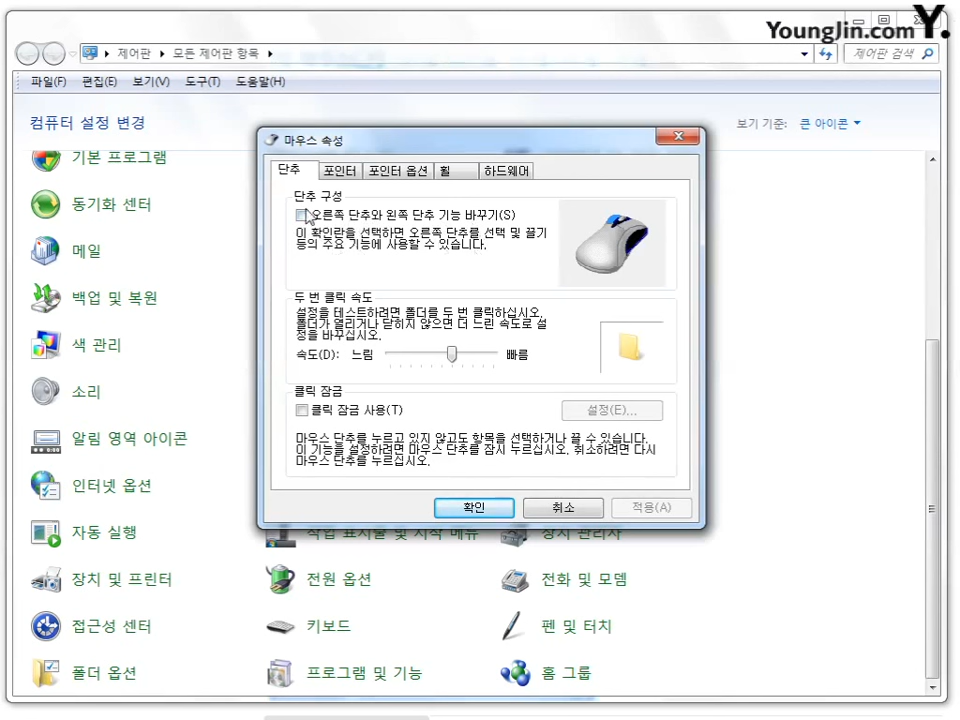 Younglin.com Y.
제어판 ▸ 모든 제어판 항목 ▸
제어판 검색
파일(F) 편집(E) 보기(V) 도구(T) 도움말(H)
컴퓨터 설정 변경
보기 기준: 큰 아이콘
기본 프로그램
동기화 센터
메일
백업 및 복원
색 관리
소리
알림 영역 아이콘
인터넷 옵션
자동 실행
작업 표시줄 및 시작 메뉴
장치 관리자
장치 및 프린터
전원 옵션
전화 및 모뎀
접근성 센터
키보드
펜 및 터치
폴더 옵션
프로그램 및 기능
홈 그룹
마우스 속성
단추 포인터 포인터 옵션 휠 하드웨어
단추 구성
오른쪽 단추와 왼쪽 단추 기능 바꾸기(S)
이 확인란을 선택하면 오른쪽 단추를 선택 및 끌기
등의 주요 기능에 사용할 수 있습니다.
두 번 클릭 속도
설정을 테스트하려면 폴더를 두 번 클릭하십시오.
폴더가 열리거나 닫히지 않으면 더 느린 속도로 설
정을 바꾸십시오.
속도(D): 느림 빠름
클릭 잠금
클릭 잠금 사용(T)
설정(E)...
마우스 단추를 누르고 있지 않고도 항목을 선택하거나 끌 수 있습니다.
이 기능을 설정하려면 마우스 단추를 잠시 누르십시오. 취소하려면 다시
마우스 단추를 누르십시오.
확인 취소 적용(A)